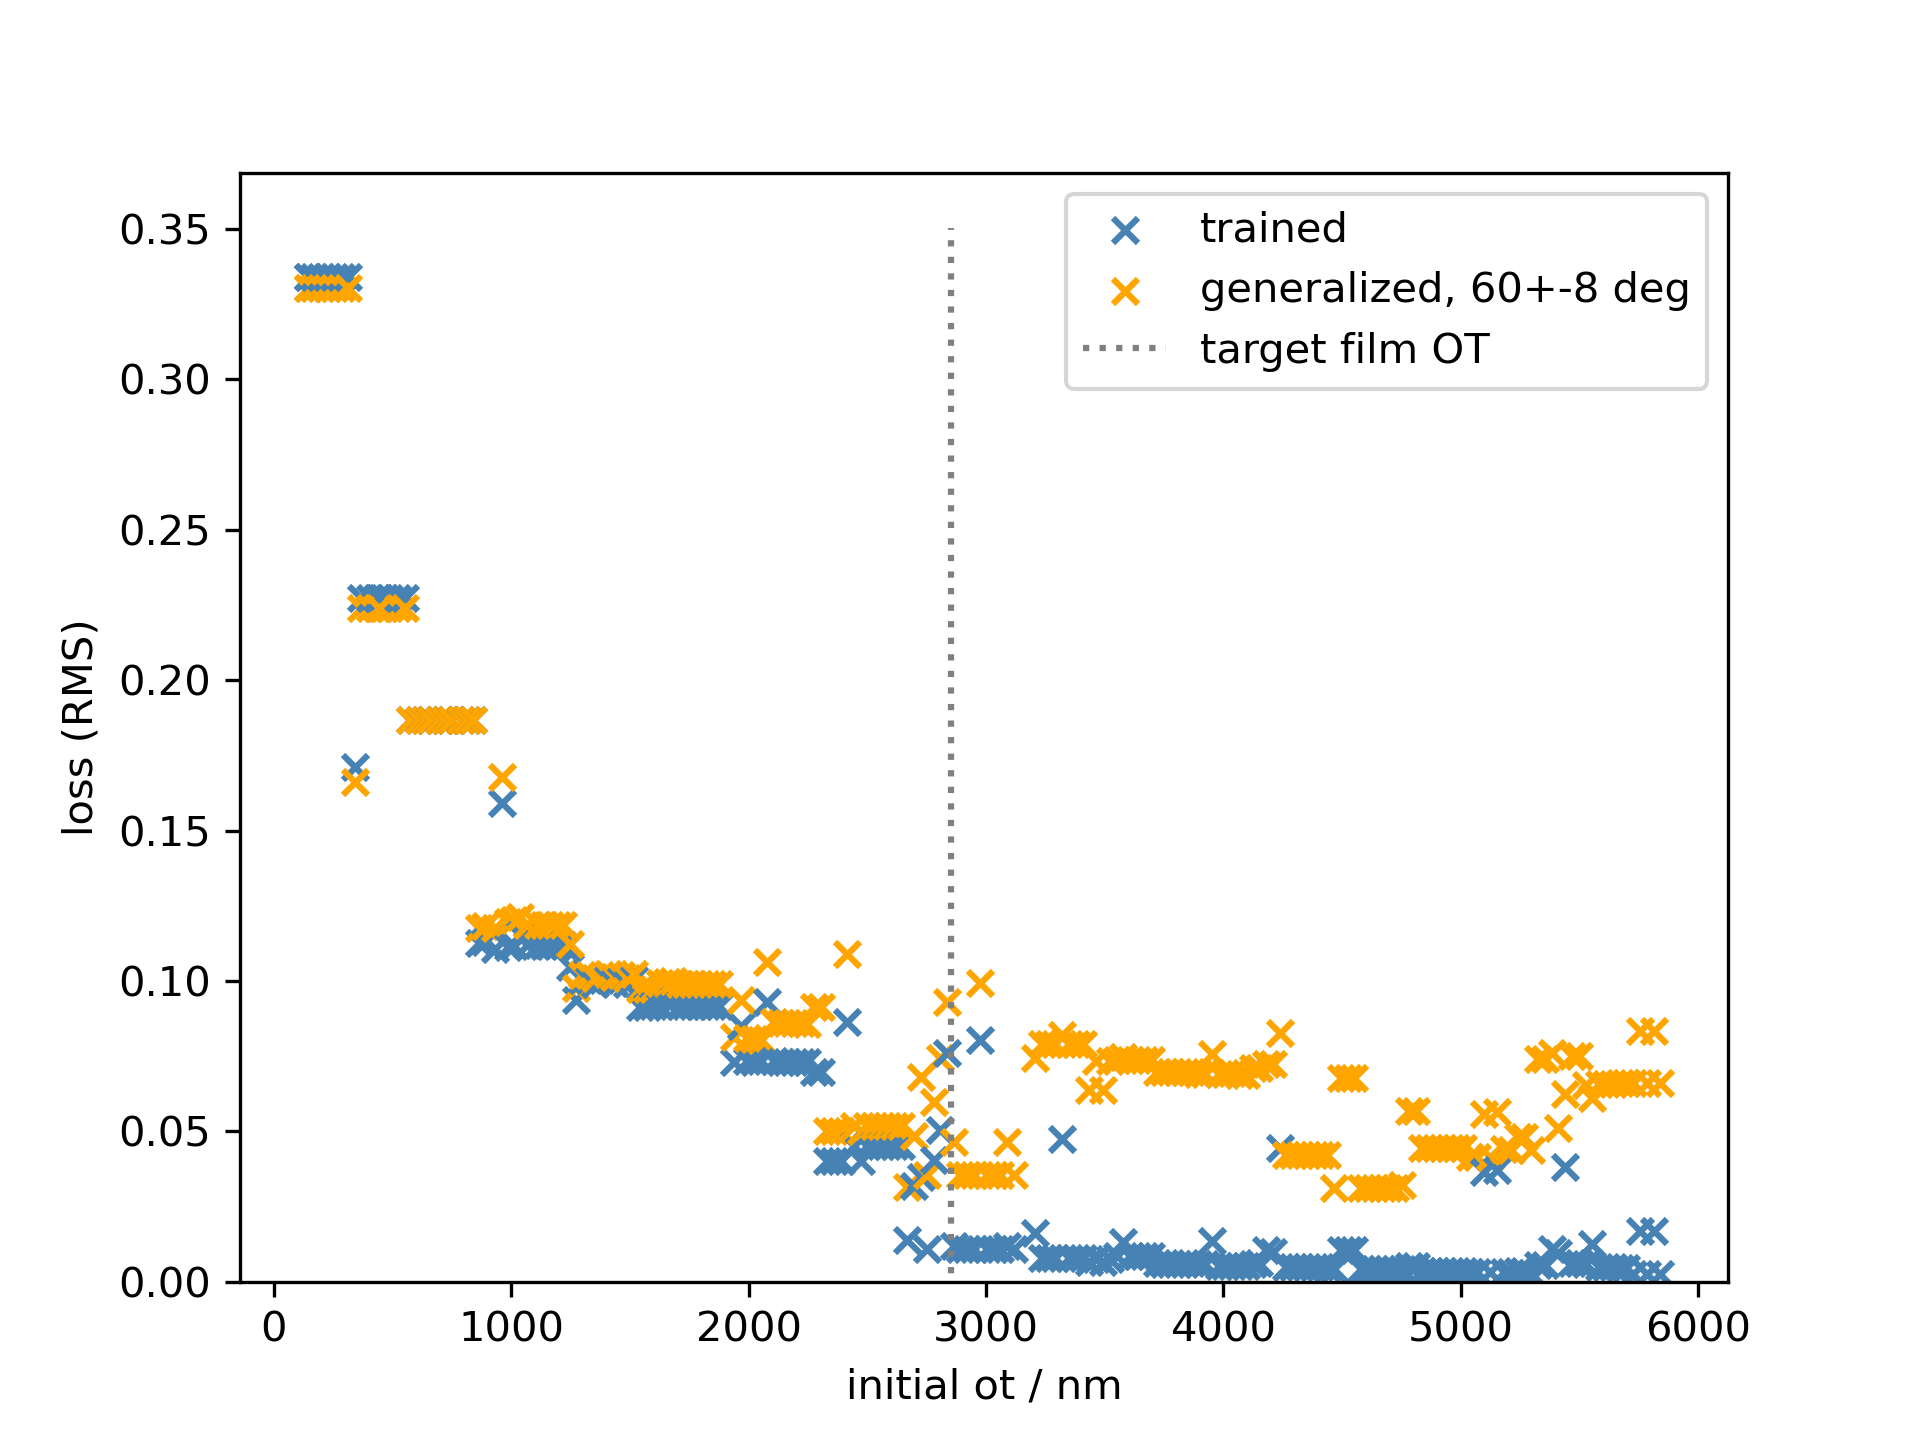 trained
generalized, 60+-8 deg
target film OT
loss (RMS)
0.35
0.30
0.25
0.20
0.15
0.10
0.05
0.00
0 1000 2000 3000 4000 5000 6000
initial ot / nm